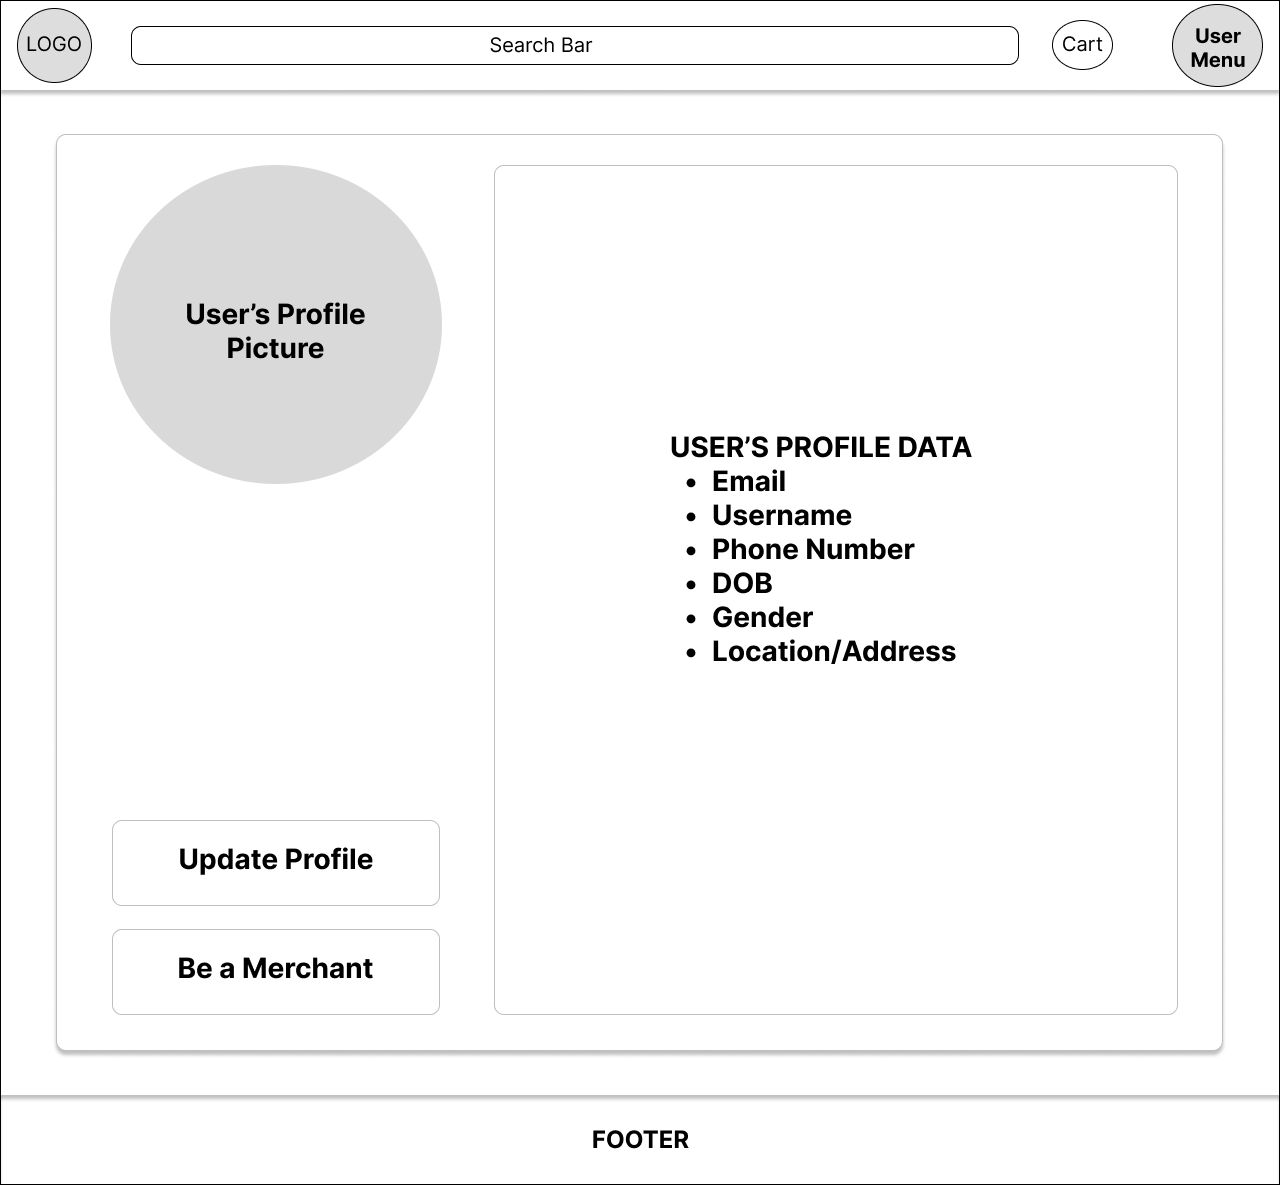 LOGO
Search Bar
Cart
User
Menu
User’s Profile
Picture
USER’S PROFILE DATA
• Email
• Username
• Phone Number
• DOB
• Gender
• Location/Address
Update Profile
Be a Merchant
FOOTER